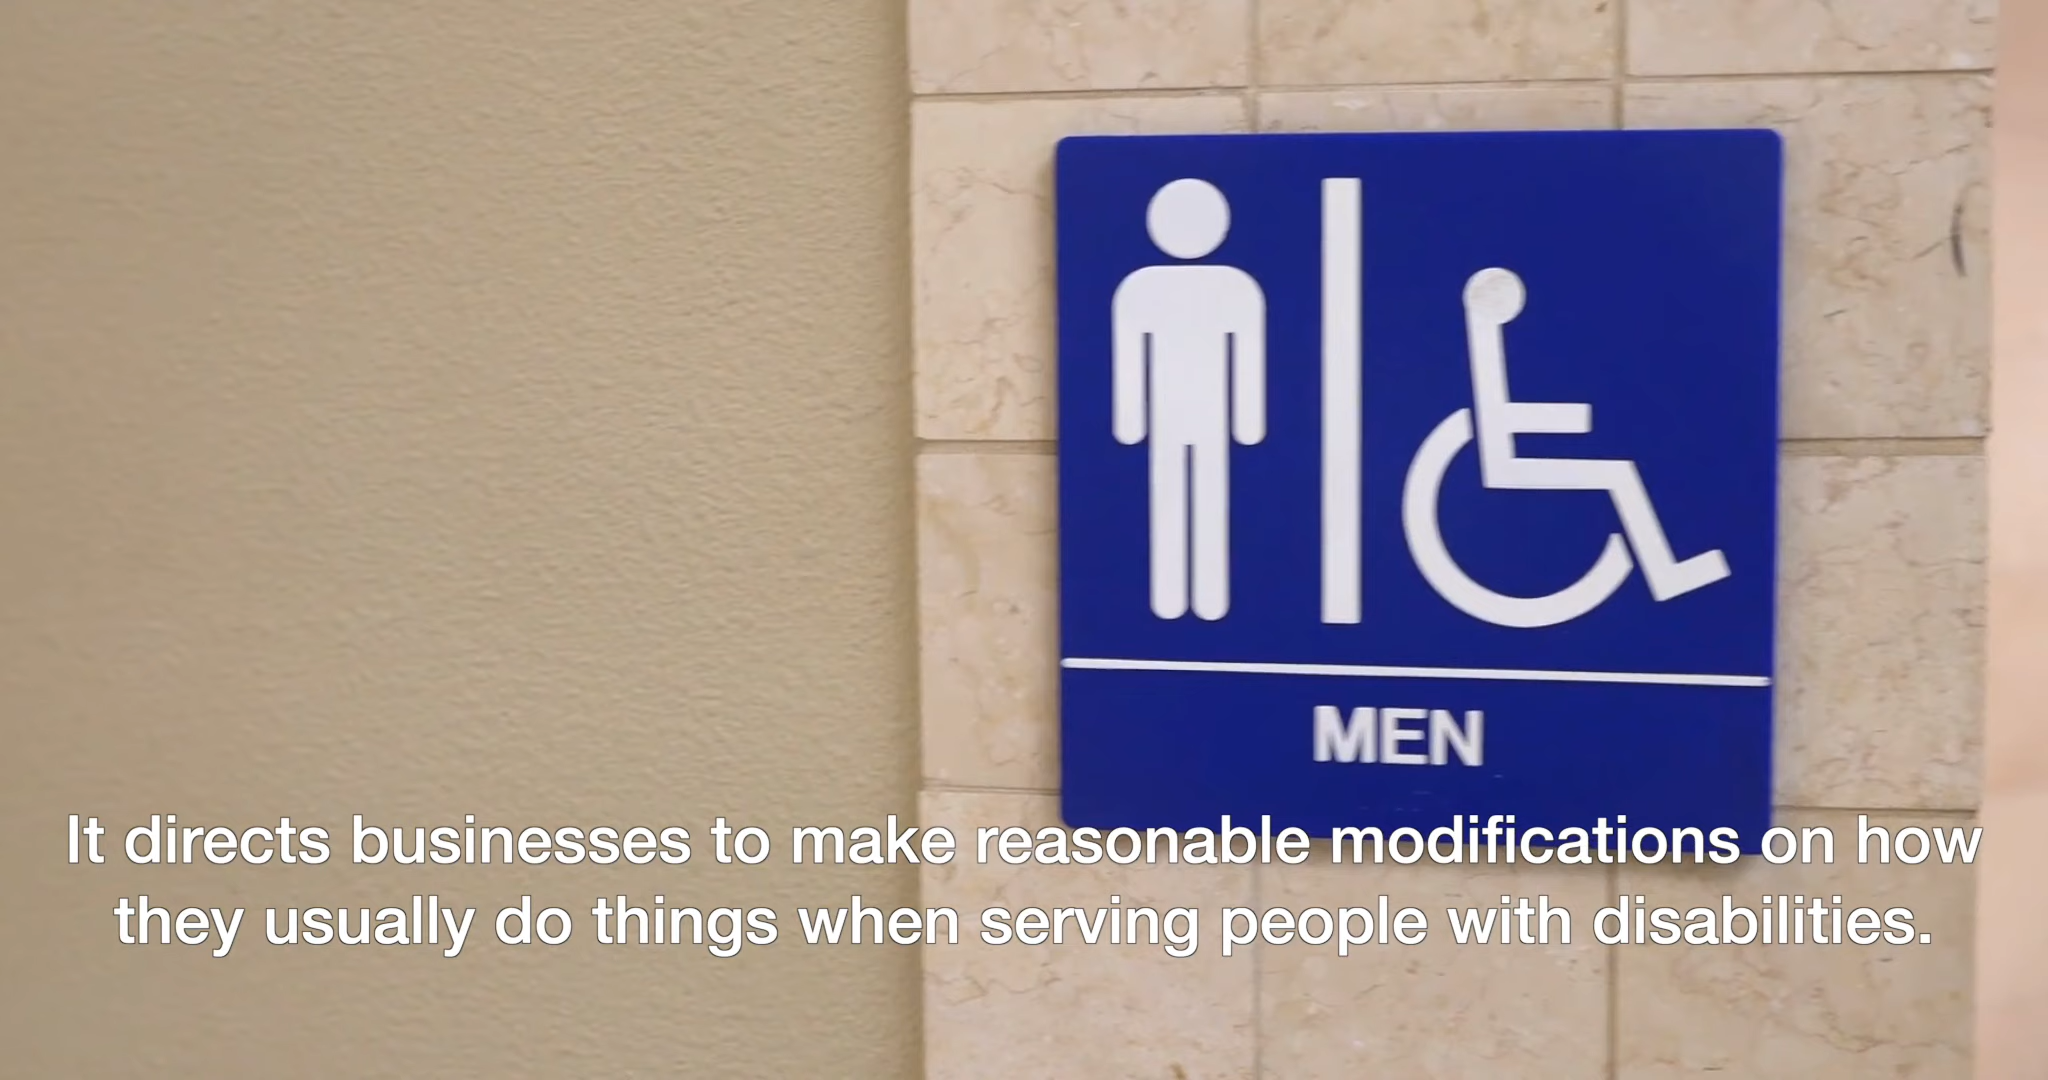 MEN
It directs businesses to make reasonable modifications on how
they usually do things when serving people with disabilities.